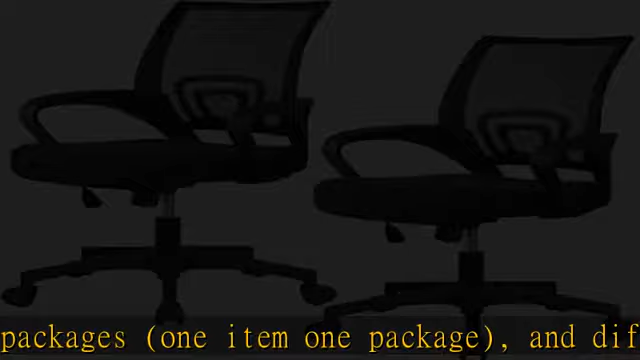 packages (one item one package), and dif